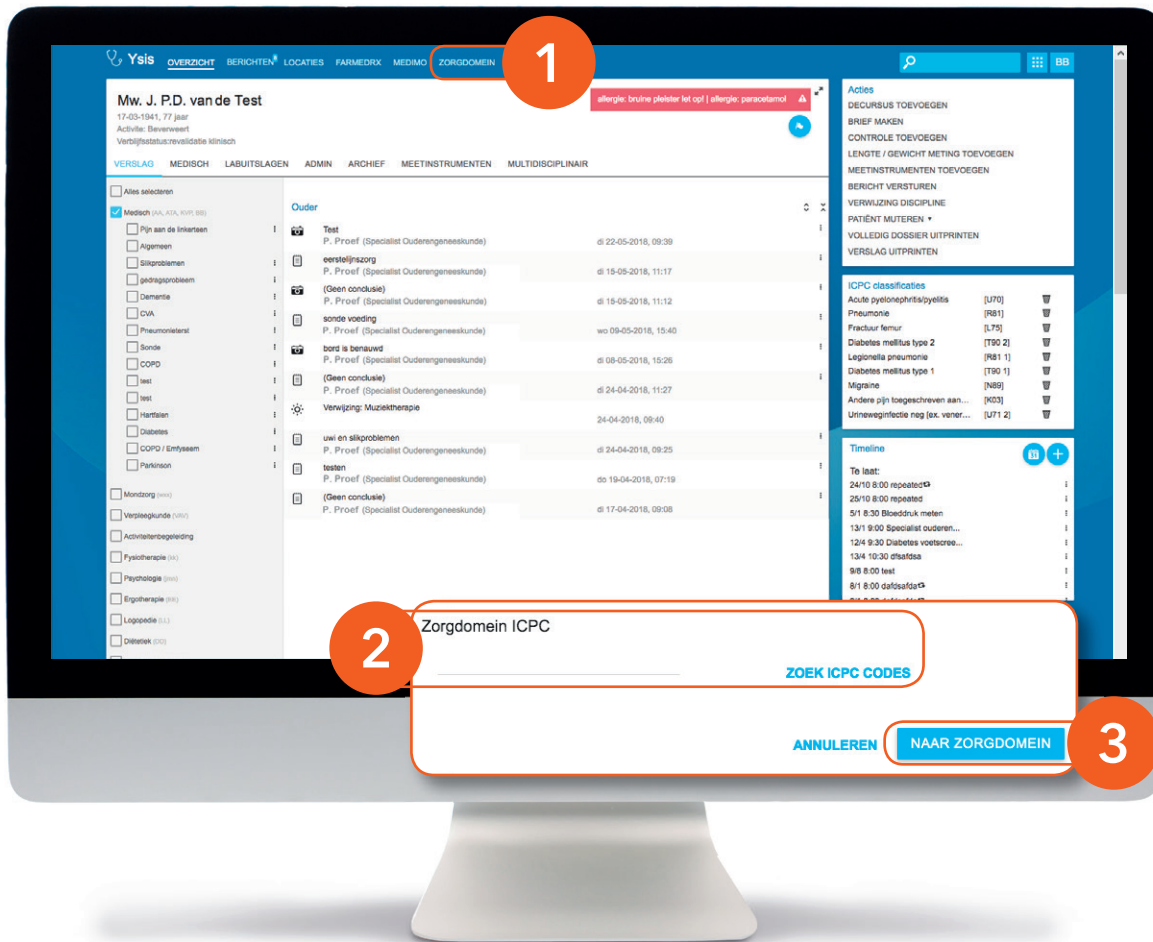 Ysis OVERZICHT BERICHTEN LOCATIES FARMEDRX MEDIMO ZORGDOMEIN BB
1
Mw. J. P.D. van de Test
17-03-1941, 77 jaar
Activite: Beverweert
Verblijfsstatus:revalidatie klinisch
allergie: bruine pleister let op! | allergie: paracetamol
VERSLAG MEDISCH LABUITSLAGEN ADMIN ARCHIEF MEETINSTRUMENTEN MULTIDISCIPLINAIR
Alles selecteren
Medisch (AA, ATA, KVP, BB)
Pijn aan de linkerteen
Algemeen
Slikproblemen
gedragsprobleem
Dementie
CVA
Pneumonieterst
Sonde
COPD
test
test
Hartfalen
Diabetes
COPD / Emfyseem
Parkinson
Mondzorg
Verpleegkunde
Activiteitenbegeleiding
Fysiotherapie
Psychologie
Ergotherapie
Logopedie (LL)
Diëtetiek (DD)
Ouder
Test
P. Proef (Specialist Ouderengeneeskunde) di 22-05-2018, 09:39
eerstelijnszorg
P. Proef (Specialist Ouderengeneeskunde) di 15-05-2018, 11:17
(Geen conclusie)
P. Proef (Specialist Ouderengeneeskunde) di 15-05-2018, 11:12
sonde voeding
P. Proef (Specialist Ouderengeneeskunde) wo 09-05-2018, 15:40
bord is benauwd
P. Proef (Specialist Ouderengeneeskunde) di 08-05-2018, 15:26
(Geen conclusie)
P. Proef (Specialist Ouderengeneeskunde) di 24-04-2018, 11:27
Verwijzing: Muziektherapie
24-04-2018, 09:40
uwi en slikproblemen
P. Proef (Specialist Ouderengeneeskunde) di 24-04-2018, 09:25
testen
P. Proef (Specialist Ouderengeneeskunde) do 19-04-2018, 07:19
(Geen conclusie)
P. Proef (Specialist Ouderengeneeskunde) di 17-04-2018, 09:08
Acties
DECURSUS TOEVOEGEN
BRIEF MAKEN
CONTROLE TOEVOEGEN
LENGTE / GEWICHT METING TOEVOEGEN
MEETINSTRUMENTEN TOEVOEGEN
BERICHT VERSTUREN
VERWIJZING DISCIPLINE
PATIËNT MUTEREN
VOLLEDIG DOSSIER UITPRINTEN
VERSLAG UITPRINTEN
ICPC classificaties
Acute pyelonephritis/pyelitis [U70]
Pneumonie [R81]
Fractuur femur [L75]
Diabetes mellitus type 2 [T90 2]
Legionella pneumonie [R81 1]
Diabetes mellitus type 1 [T90 1]
Migraine [N89]
Andere pijn toegeschreven aan... [K03]
Urineweginfectie neg [ex. vener... [U71 2]
Timeline
Te laat:
24/10 8:00 repeated
25/10 8:00 repeated
5/1 8:30 Bloeddruk meten
13/1 9:00 Specialist ouderen...
12/4 9:30 Diabetes voetscree...
13/4 10:30 dfsafdsa
9/8 8:00 test
8/1 8:00 dafdsafda
2
Zorgdomein ICPC
ZOEK ICPC CODES
ANNULEREN NAAR ZORGDOMEIN
3